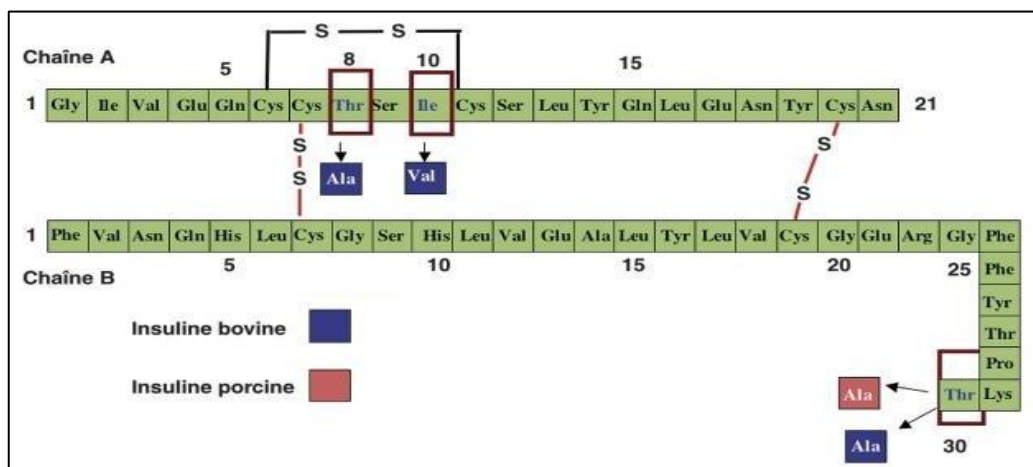 S S
Chaîne A 5 8 10 15
1 Gly Ile Val Glu Gln Cys Cys Thr Ser Ile Cys Ser Leu Tyr Gln Leu Glu Asn Tyr Cys Asn 21
S S
S Ala Val S
1 Phe Val Asn Gln His Leu Cys Gly Ser His Leu Val Glu Ala Leu Tyr Leu Val Cys Gly Glu Arg Gly Phe
5 10 15 20 25 Phe
Chaîne B
Tyr
Insuline bovine Thr
Pro
Insuline porcine Ala Thr Lys
Ala 30